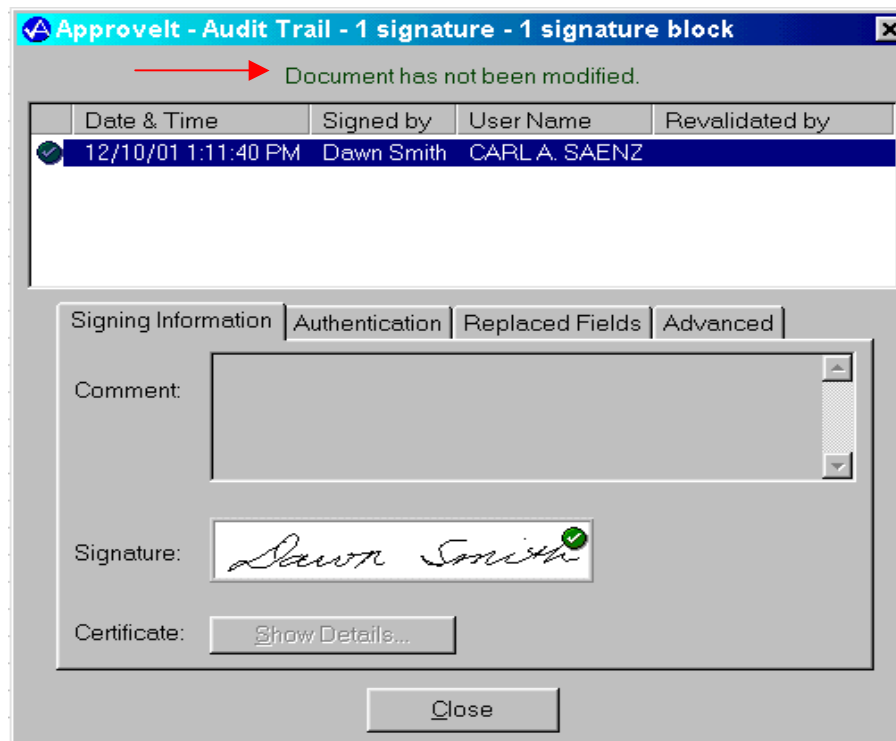 ApproveIt - Audit Trail - 1 signature - 1 signature block
Document has not been modified.
Date & Time Signed by User Name Revalidated by
12/10/01 1:11:40 PM Dawn Smith CARL A. SAENZ
Signing Information Authentication Replaced Fields Advanced
Comment:
Signature: Dawn Smith
Certificate: Show Details...
Close